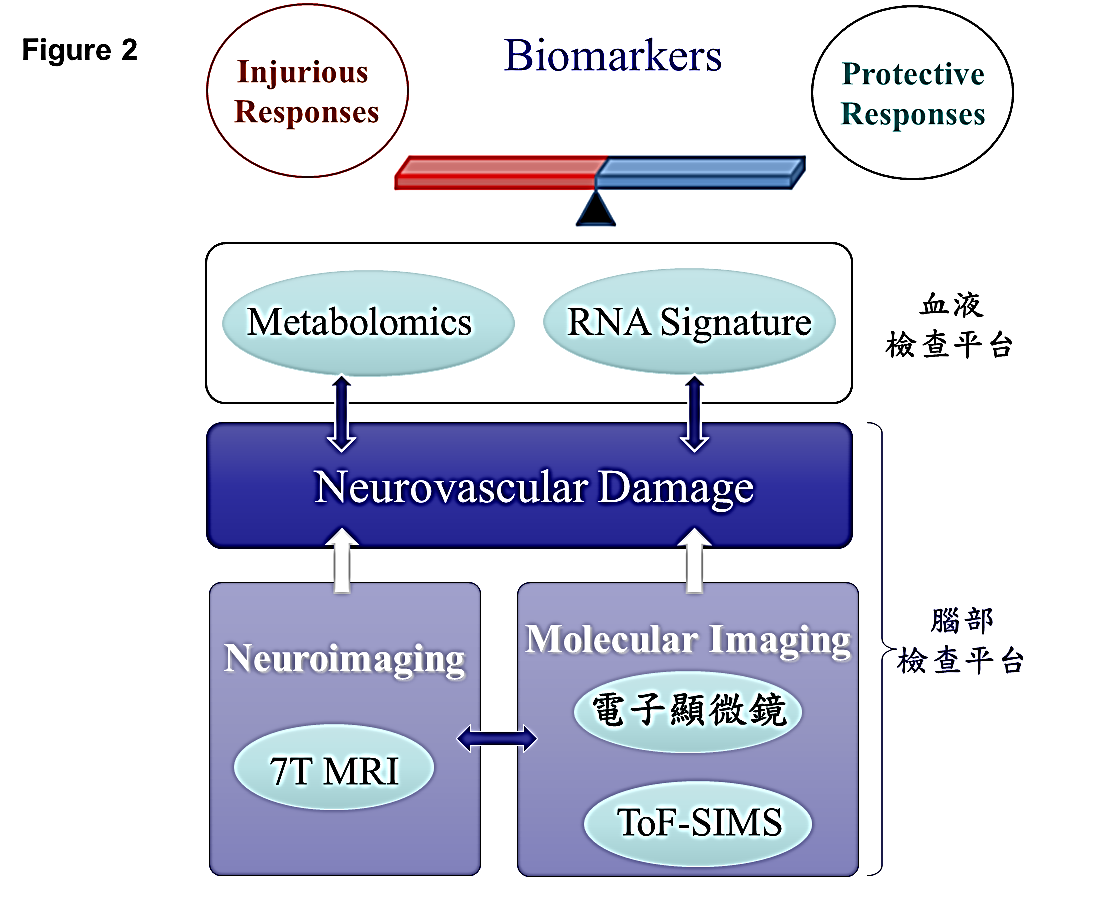 Figure 2
Injurious
Responses
Biomarkers
Protective
Responses
Metabolomics
RNA Signature
血液
檢查平台
Neurovascular Damage
Neuroimaging
7T MRI
Molecular Imaging
電子顯微鏡
ToF-SIMS
腦部
檢查平台